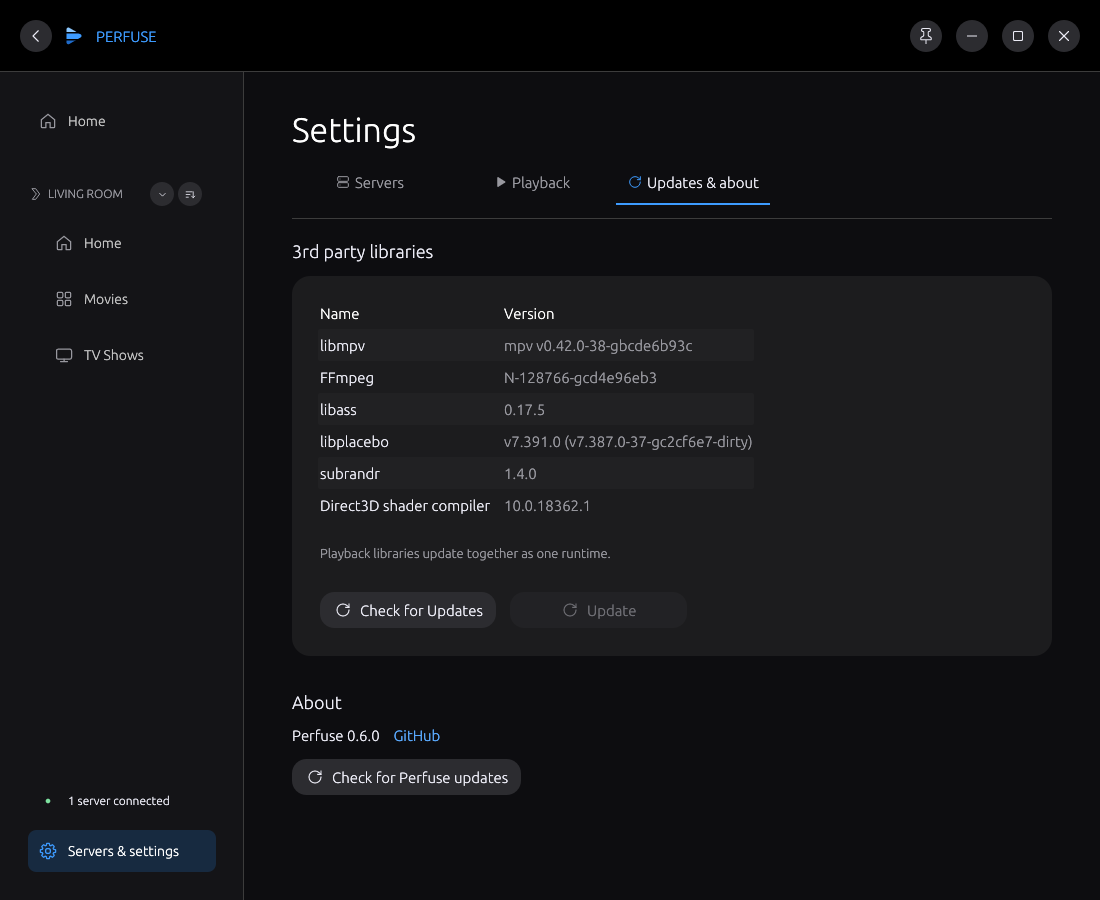 PERFUSE
Home
LIVING ROOM
Home
Movies
TV Shows
1 server connected
Servers & settings
Settings
Servers Playback Updates & about
3rd party libraries
Name Version
libmpv mpv v0.42.0-38-gbcde6b93c
FFmpeg N-128766-gcd4e96eb3
libass 0.17.5
libplacebo v7.391.0 (v7.387.0-37-gc2cf6e7-dirty)
subrandr 1.4.0
Direct3D shader compiler 10.0.18362.1
Playback libraries update together as one runtime.
Check for Updates Update
About
Perfuse 0.6.0 GitHub
Check for Perfuse updates